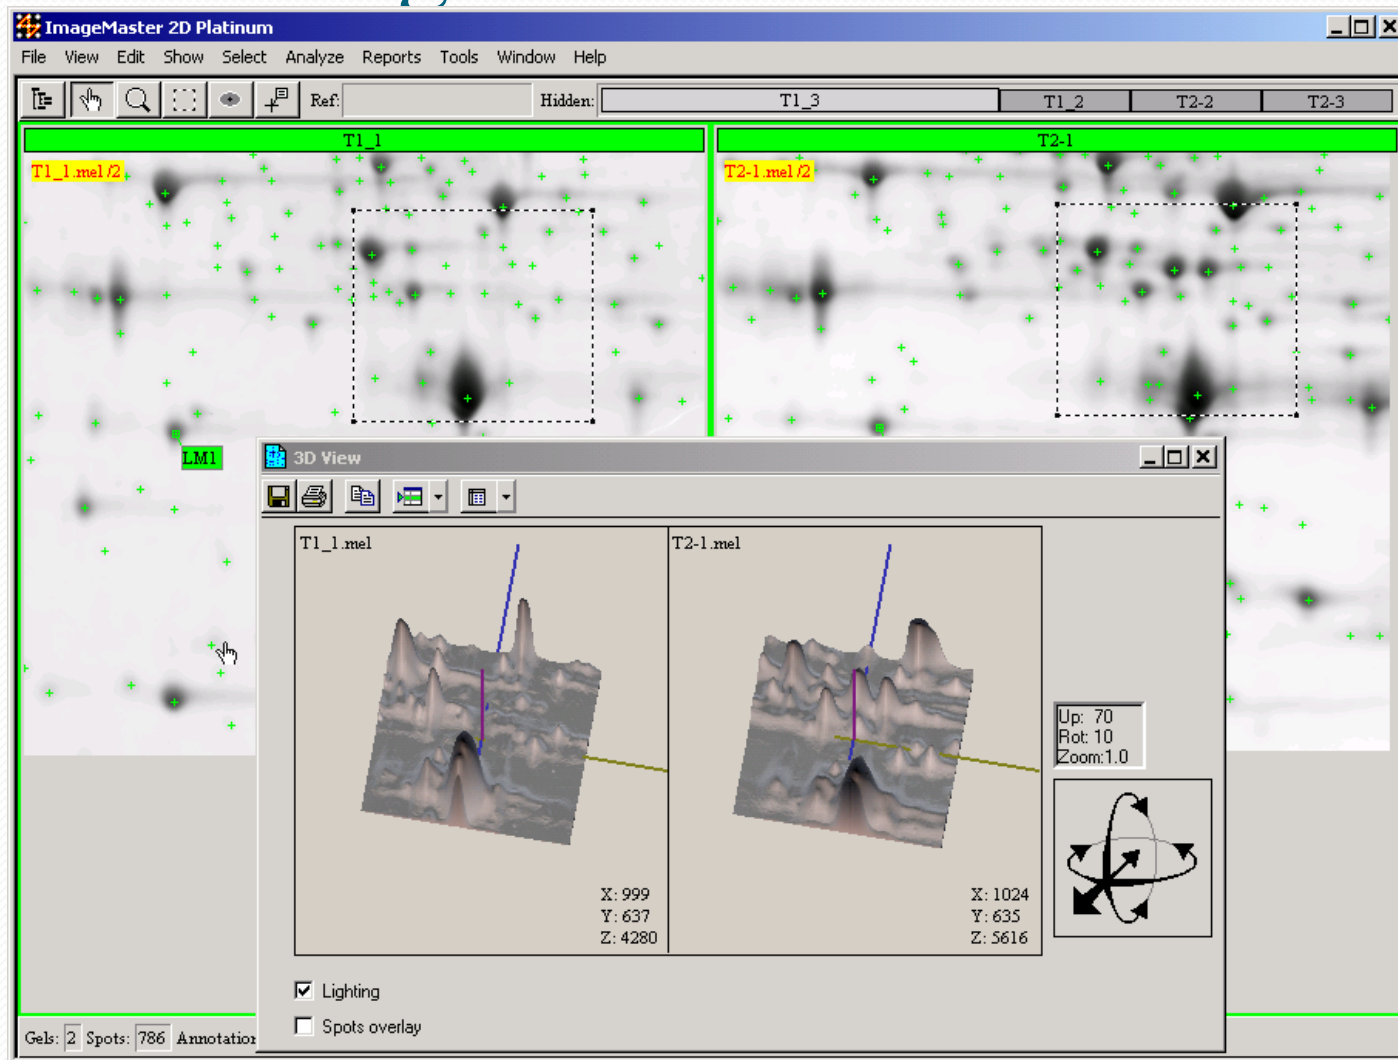 ImageMaster 2D Platinum
File View Edit Show Select Analyze Reports Tools Window Help
Ref: Hidden: T1_3 T1_2 T2-2 T2-3
T1_1 T2-1
T1_1.mel /2 T2-1.mel /2
LM1
3D View
T1_1.mel T2-1.mel
Up: 70
Rot: 10
Zoom:1.0
X: 999 X: 1024
Y: 637 Y: 635
Z: 4280 Z: 5616
Lighting
Spots overlay
Gels: 2 Spots: 786